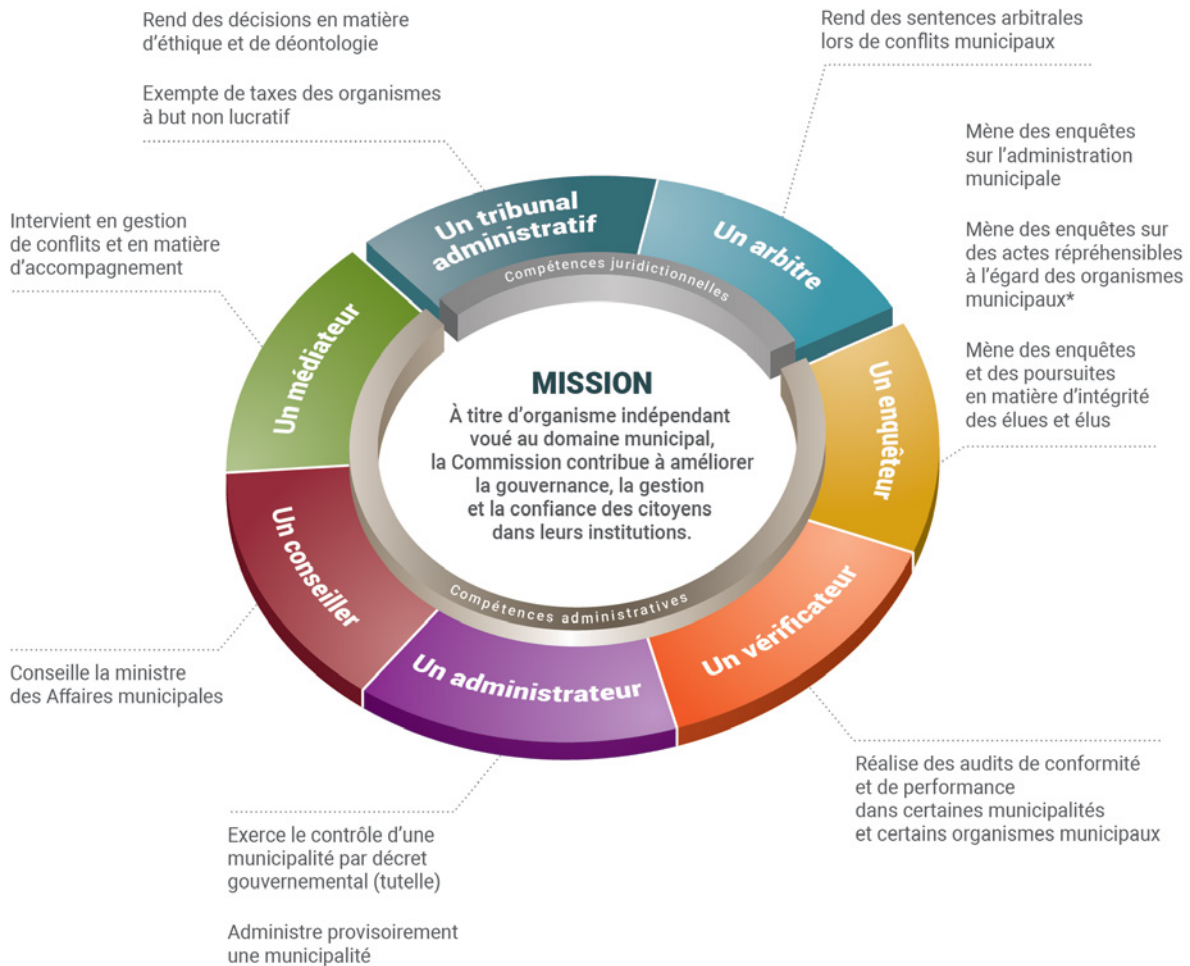 Rend des décisions en matière
d'éthique et de déontologie
Exempte de taxes des organismes
à but non lucratif
Rend des sentences arbitrales
lors de conflits municipaux
Mène des enquêtes
sur l'administration
municipale
Mène des enquêtes sur
des actes répréhensibles
à l'égard des organismes
municipaux*
Mène des enquêtes
et des poursuites
en matière d'intégrité
des élues et élus
Intervient en gestion
de conflits et en matière
d'accompagnement
Un tribunal
administratif
Un arbitre
Compétences juridictionnelles
Un médiateur
Un enquêteur
MISSION
À titre d'organisme indépendant
voué au domaine municipal,
la Commission contribue à améliorer
la gouvernance, la gestion
et la confiance des citoyens
dans leurs institutions.
Un conseiller
Compétences administratives
Un administrateur
Un vérificateur
Conseille la ministre
des Affaires municipales
Réalise des audits de conformité
et de performance
dans certaines municipalités
et certains organismes municipaux
Exerce le contrôle d'une
municipalité par décret
gouvernemental (tutelle)
Administre provisoirement
une municipalité